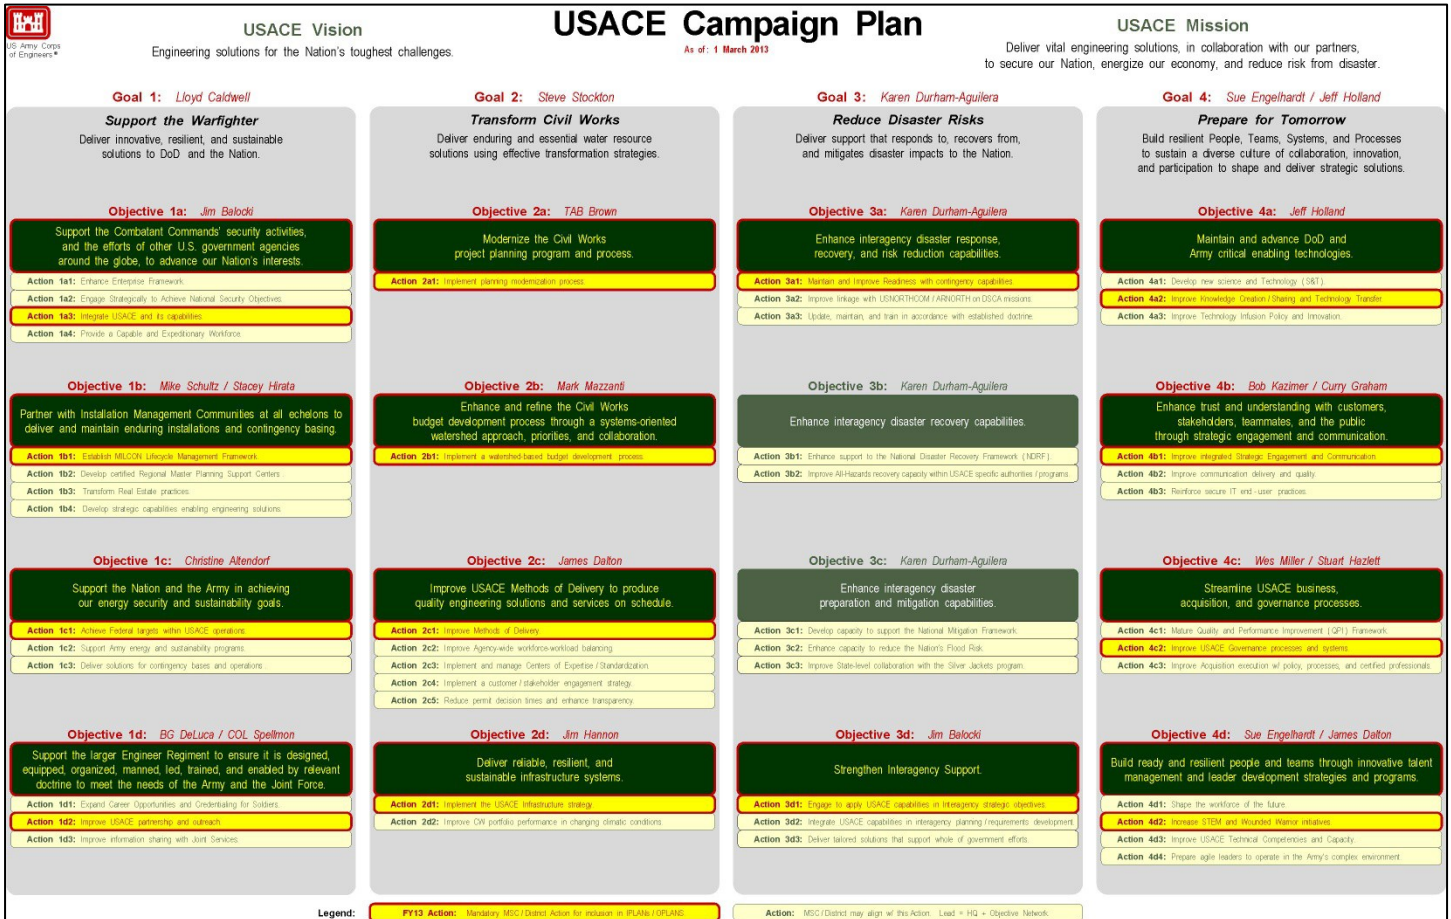 US Army Corps
of Engineers®
USACE Vision
Engineering solutions for the Nation's toughest challenges.
USACE Campaign Plan
As of: 1 March 2013
USACE Mission
Deliver vital engineering solutions, in collaboration with our partners,
to secure our Nation, energize our economy, and reduce risk from disaster.
Goal 1: Lloyd Caldwell
Support the Warfighter
Deliver innovative, resilient, and sustainable
solutions to DoD and the Nation.
Objective 1a: Jim Balocki
Support the Combatant Commands' security activities,
and the efforts of other U.S. government agencies
around the globe, to advance our Nation's interests.
Action 1a1: Enhance Enterprise Framework.
Action 1a2: Engage Strategically to Achieve National Security Objectives.
Action 1a3: Integrate USACE and its capabilities.
Action 1a4: Provide a Capable and Expeditionary Workforce.
Objective 1b: Mike Schultz / Stacey Hirata
Partner with Installation Management Communities at all echelons to
deliver and maintain enduring installations and contingency basing.
Action 1b1: Establish MILCON Lifecycle Management Framework.
Action 1b2: Develop certified Regional Master Planning Support Centers.
Action 1b3: Transform Real Estate practices.
Action 1b4: Develop strategic capabilities enabling engineering solutions.
Objective 1c: Christine Altendorf
Support the Nation and the Army in achieving
our energy security and sustainability goals.
Action 1c1: Achieve Federal targets within USACE operations.
Action 1c2: Support Army energy and sustainability programs.
Action 1c3: Deliver solutions for contingency bases and operations.
Objective 1d: BG DeLuca / COL Spellmon
Support the larger Engineer Regiment to ensure it is designed,
equipped, organized, manned, led, trained, and enabled by relevant
doctrine to meet the needs of the Army and the Joint Force.
Action 1d1: Expand Career Opportunities and Credentialing for Soldiers.
Action 1d2: Improve USACE partnership and outreach.
Action 1d3: Improve information sharing with Joint Services.
Goal 2: Steve Stockton
Transform Civil Works
Deliver enduring and essential water resource
solutions using effective transformation strategies.
Objective 2a: TAB Brown
Modernize the Civil Works
project planning program and process.
Action 2a1: Implement planning modernization process.
Objective 2b: Mark Mazzanti
Enhance and refine the Civil Works
budget development process through a systems-oriented
watershed approach, priorities, and collaboration.
Action 2b1: Implement a watershed-based budget development process.
Objective 2c: James Dalton
Improve USACE Methods of Delivery to produce
quality engineering solutions and services on schedule.
Action 2c1: Improve Methods of Delivery.
Action 2c2: Improve Agency-wide workforce-workload balancing.
Action 2c3: Implement and manage Centers of Expertise / Standardization.
Action 2c4: Implement a customer / stakeholder engagement strategy.
Action 2c5: Reduce permit decision times and enhance transparency.
Objective 2d: Jim Hannon
Deliver reliable, resilient, and
sustainable infrastructure systems.
Action 2d1: Implement the USACE Infrastructure strategy.
Action 2d2: Improve CW portfolio performance in changing climatic conditions.
Goal 3: Karen Durham-Aguilera
Reduce Disaster Risks
Deliver support that responds to, recovers from,
and mitigates disaster impacts to the Nation.
Objective 3a: Karen Durham-Aguilera
Enhance interagency disaster response,
recovery, and risk reduction capabilities.
Action 3a1: Maintain and Improve Readiness with contingency capabilities.
Action 3a2: Improve linkage with USNORTHCOM / ARNORTH on DSCA missions.
Action 3a3: Update, maintain, and train in accordance with established doctrine.
Objective 3b: Karen Durham-Aguilera
Enhance interagency disaster recovery capabilities.
Action 3b1: Enhance support to the National Disaster Recovery Framework (NDRF).
Action 3b2: Improve All-Hazards recovery capacity within USACE specific authorities / programs.
Objective 3c: Karen Durham-Aguilera
Enhance interagency disaster
preparation and mitigation capabilities.
Action 3c1: Develop capacity to support the National Mitigation Framework.
Action 3c2: Enhance capacity to reduce the Nation's Flood Risk.
Action 3c3: Improve State-level collaboration with the Silver Jackets program.
Objective 3d: Jim Balocki
Strengthen Interagency Support.
Action 3d1: Engage to apply USACE capabilities in Interagency strategic objectives.
Action 3d2: Integrate USACE capabilities in interagency planning / requirements development.
Action 3d3: Deliver tailored solutions that support whole of government efforts.
Goal 4: Sue Engelhardt / Jeff Holland
Prepare for Tomorrow
Build resilient People, Teams, Systems, and Processes
to sustain a diverse culture of collaboration, innovation,
and participation to shape and deliver strategic solutions.
Objective 4a: Jeff Holland
Maintain and advance DoD and
Army critical enabling technologies.
Action 4a1: Develop new science and Technology (S&T).
Action 4a2: Improve Knowledge Creation / Sharing and Technology Transfer.
Action 4a3: Improve Technology Infusion Policy and Innovation.
Objective 4b: Bob Kazimer / Curry Graham
Enhance trust and understanding with customers,
stakeholders, teammates, and the public
through strategic engagement and communication.
Action 4b1: Improve integrated Strategic Engagement and Communication
Action 4b2: Improve communication delivery and quality.
Action 4b3: Reinforce secure IT end-user practices.
Objective 4c: Wes Miller / Stuart Hazlett
Streamline USACE business,
acquisition, and governance processes.
Action 4c1: Mature Quality and Performance Improvement (QPI) Framework.
Action 4c2: Improve USACE Governance processes and systems.
Action 4c3: Improve Acquisition execution w/ policy, processes, and certified professionals.
Objective 4d: Sue Engelhardt / James Dalton
Build ready and resilient people and teams through innovative talent
management and leader development strategies and programs.
Action 4d1: Shape the workforce of the future.
Action 4d2: Increase STEM and Wounded Warrior initiatives.
Action 4d3: Improve USACE Technical Competencies and Capacity.
Action 4d4: Prepare agile leaders to operate in the Army's complex environment.
Legend:
FY13 Action: Mandatory MSC / District Action for inclusion in IPLANs / OPLANS.
Action: MSC / District may align w/ this Action. Lead = HQ + Objective Network.